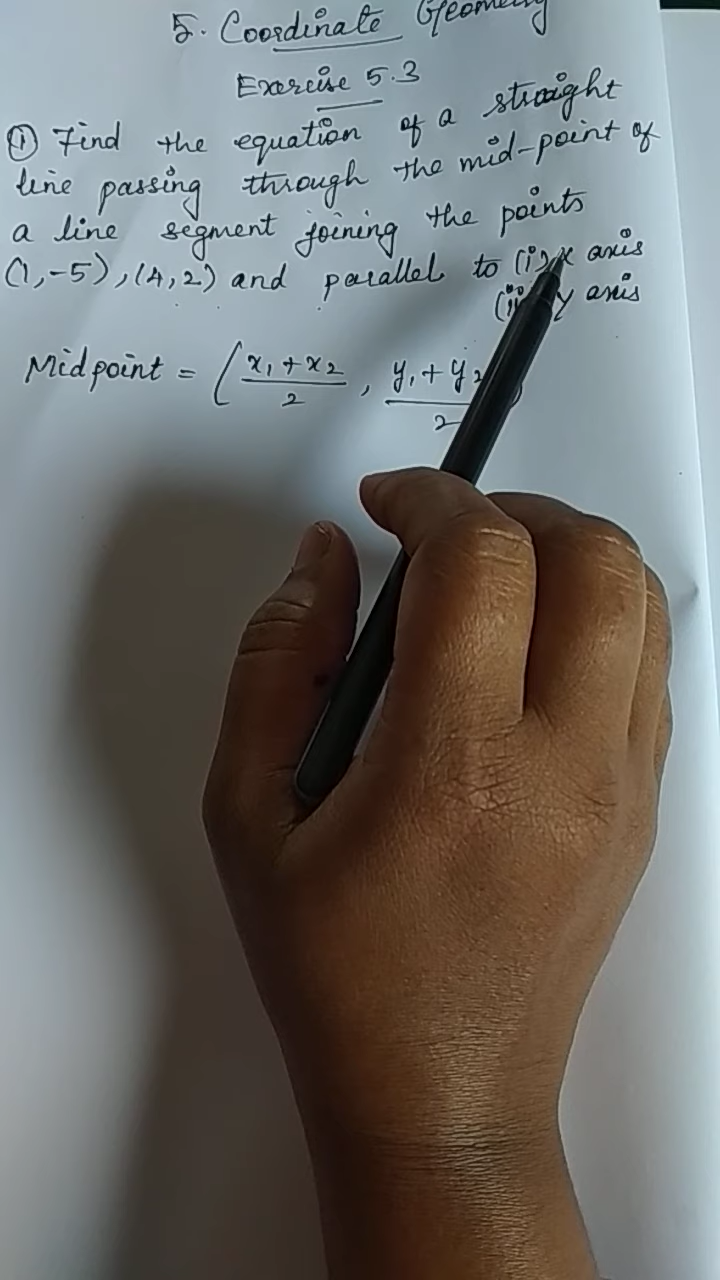 5. Coordinate Geometry
Exercise 5.3
① Find the equation of a straight
line passing through the mid-point of
a line segment joining the points
(1,-5), (4,2) and parallel to (i) X axis
(ii) Y axis
Midpoint = ( x₁ + x₂ / 2 , y₁ + y₂ / 2 )